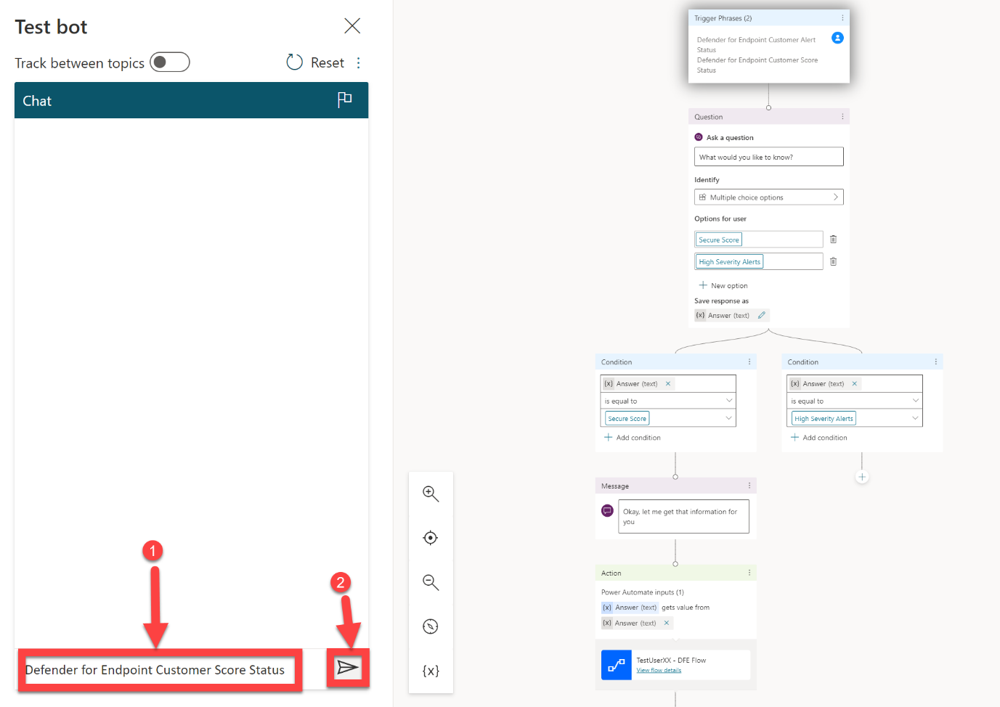 Test bot
Track between topics
Reset
Chat
1
2
Defender for Endpoint Customer Score Status
{x}
Trigger Phrases (2)
Defender for Endpoint Customer Alert
Status
Defender for Endpoint Customer Score
Status
Question
Ask a question
What would you like to know?
Identify
Multiple choice options
Options for user
Secure Score
High Severity Alerts
New option
Save response as
{x} Answer (text)
Condition
{x} Answer (text)
is equal to
Secure Score
Add condition
Condition
{x} Answer (text)
is equal to
High Severity Alerts
Add condition
Message
Okay, let me get that information for
you
Action
Power Automate inputs (1)
{x} Answer (text) gets value from
{x} Answer (text)
TestUserXX - DFE Flow
View flow details